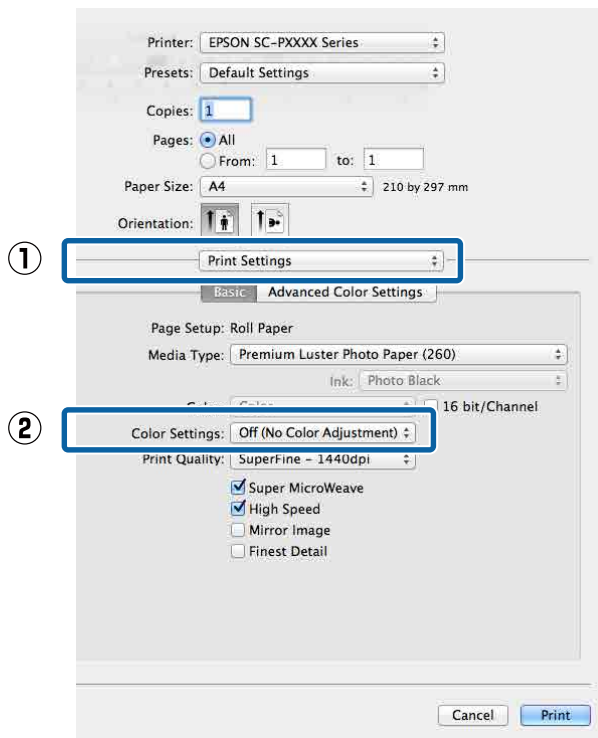 Printer: EPSON SC-PXXXX Series
Presets: Default Settings
Copies: 1
Pages: All
From: 1 to: 1
Paper Size: A4 210 by 297 mm
Orientation:
① Print Settings
Basic Advanced Color Settings
Page Setup: Roll Paper
Media Type: Premium Luster Photo Paper (260)
Ink: Photo Black
16 bit/Channel
② Color Settings: Off (No Color Adjustment)
Print Quality: SuperFine – 1440dpi
Super MicroWeave
High Speed
Mirror Image
Finest Detail
Cancel Print